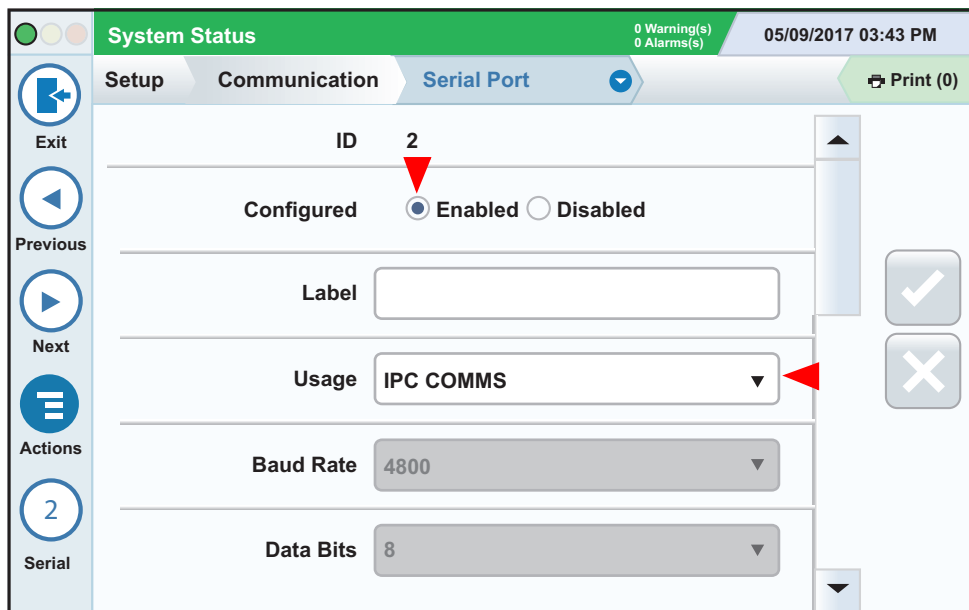 System Status
0 Warning(s)
0 Alarms(s)
05/09/2017 03:43 PM
Setup
Communication
Serial Port
Print (0)
Exit
Previous
Next
Actions
2
Serial
ID 2
Configured Enabled Disabled
Label
Usage IPC COMMS
Baud Rate 4800
Data Bits 8